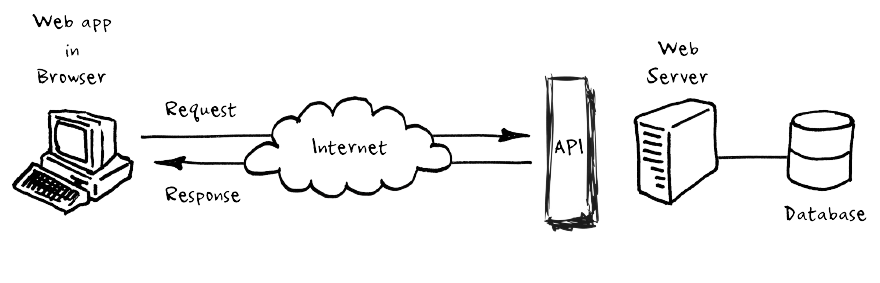 Web app
in
Browser
Request
Internet
Response
API
Web
Server
Database